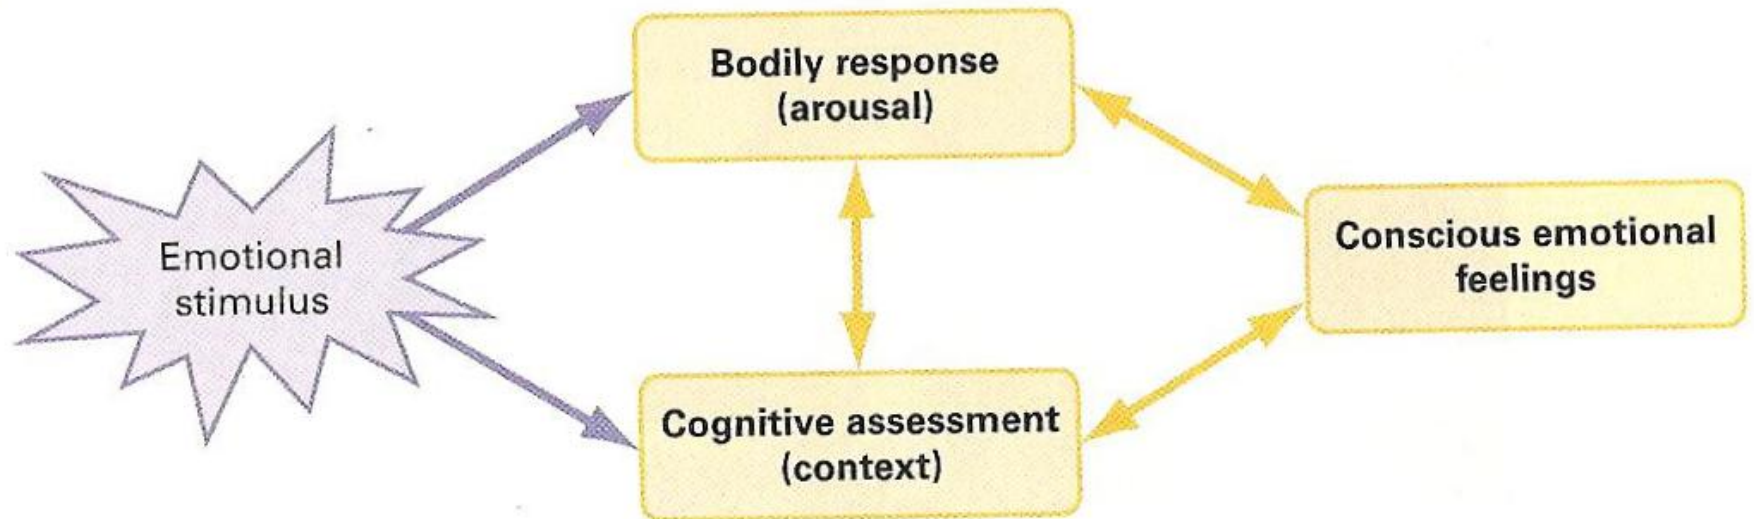 Bodily response
(arousal)
Emotional
stimulus
Conscious emotional
feelings
Cognitive assessment
(context)